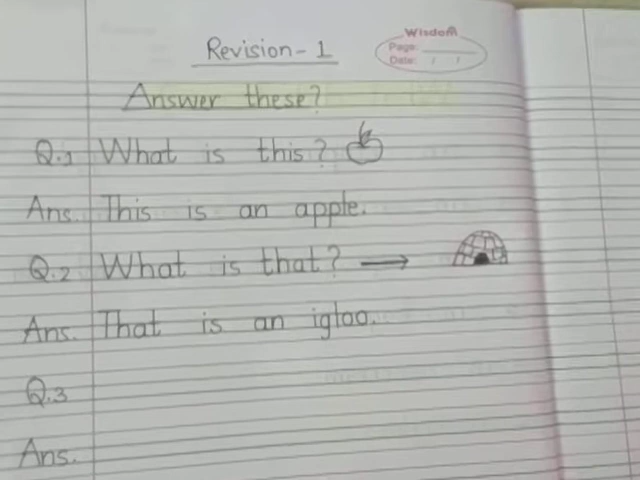 Wisdom
Page:
Date: / /
Revision-1
Answer these?
Q.1 What is this?
Ans. This is an apple.
Q.2 What is that? →
Ans. That is an igloo.
Q.3
Ans.